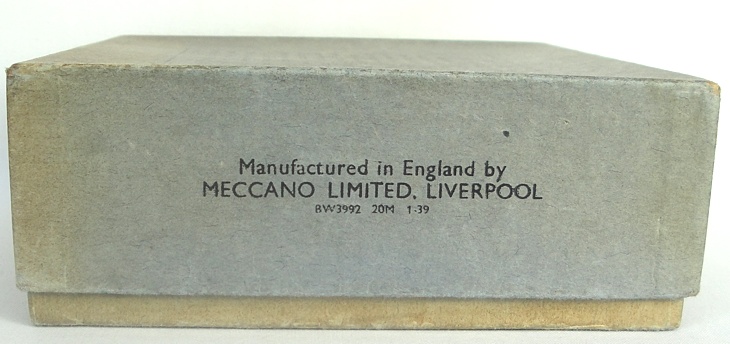 Manufactured in England by
MECCANO LIMITED, LIVERPOOL
BW3992 20M 1-39